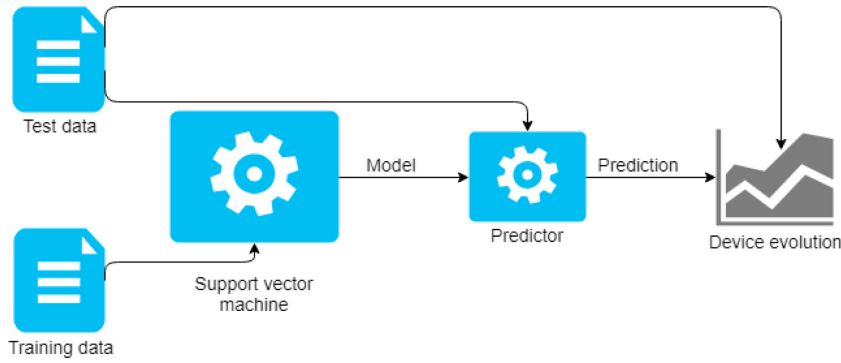 Test data
Model
Prediction
Predictor
Device evolution
Support vector
machine
Training data